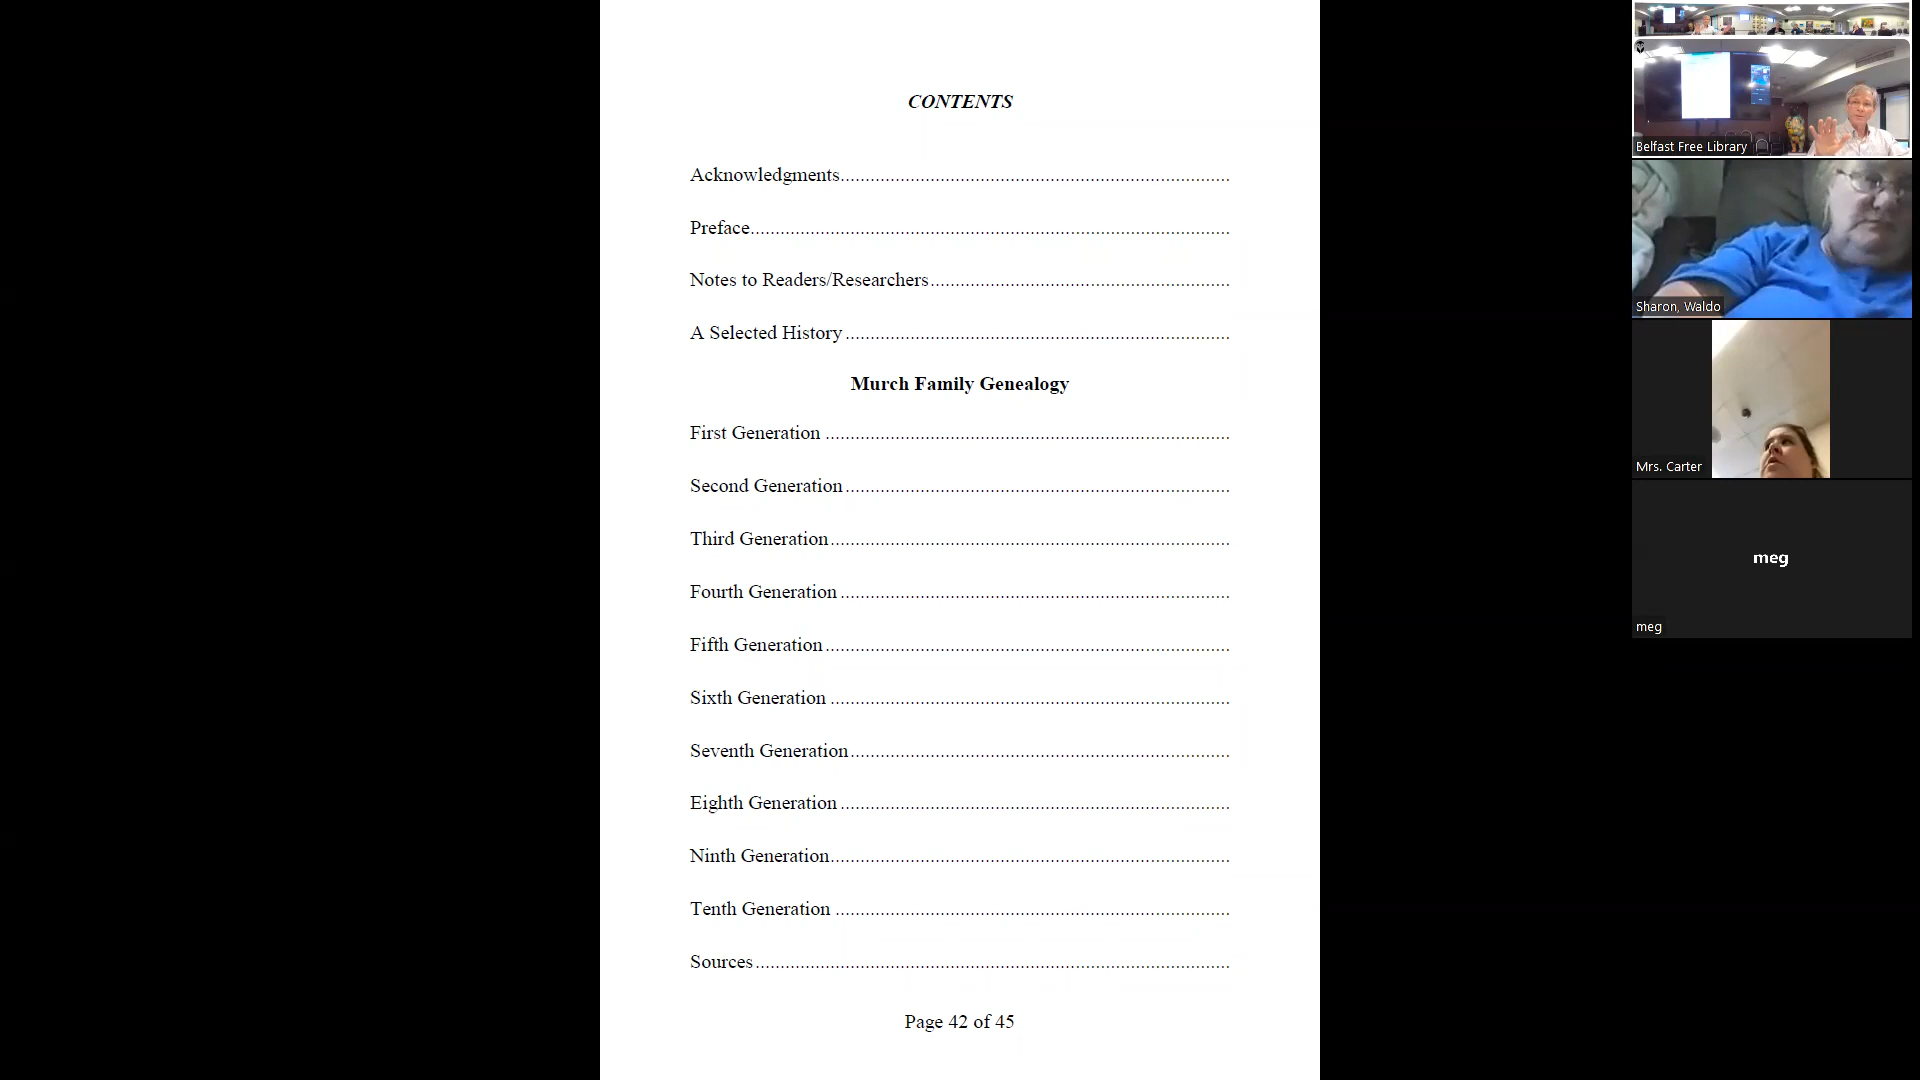 CONTENTS
Acknowledgments................................................................................
Preface..................................................................................................
Notes to Readers/Researchers..............................................................
A Selected History ...............................................................................
Murch Family Genealogy
First Generation ...................................................................................
Second Generation...............................................................................
Third Generation..................................................................................
Fourth Generation ................................................................................
Fifth Generation...................................................................................
Sixth Generation ..................................................................................
Seventh Generation..............................................................................
Eighth Generation ................................................................................
Ninth Generation..................................................................................
Tenth Generation .................................................................................
Sources.................................................................................................
Page 42 of 45
Belfast Free Library
Sharon, Waldo
Mrs. Carter
meg
meg